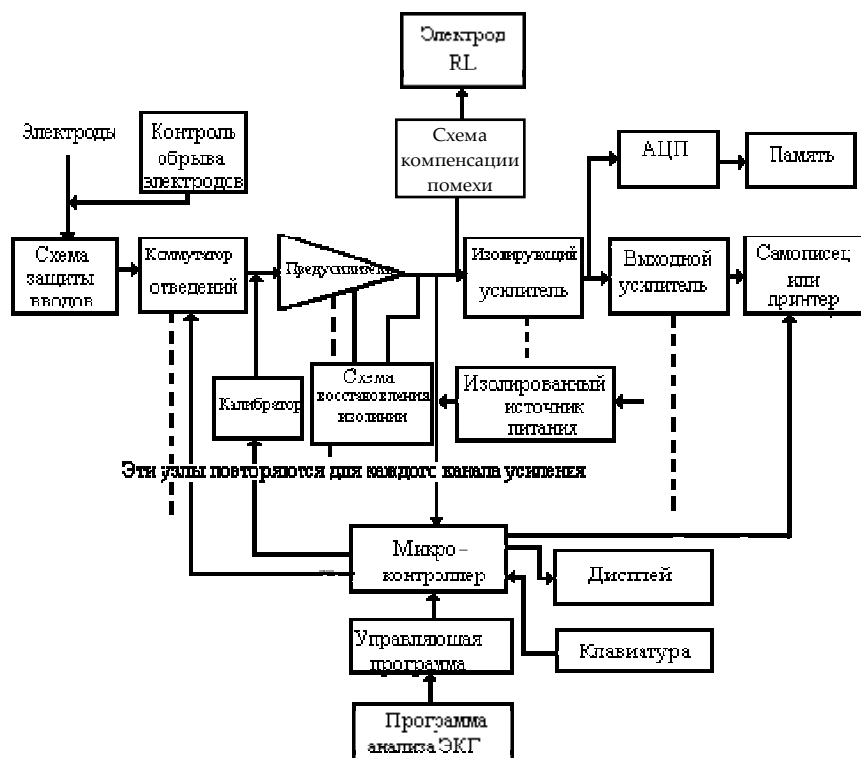 Электрод
RL
Электроды
Контроль
обрыва
электродов
Схема
компенсации
помехи
АЦП
Память
Схема
защиты
вводов
Коммутатор
отведений
Предусилитель
Изолирующий
усилитель
Выходной
усилитель
Самописец
или
принтер
Калибратор
Схема
восстановления
изолинии
Изолированный
источник
питания
Эти узлы повторяются для каждого канала усиления
Микро-
контроллер
Дисплей
Управляющая
программа
Клавиатура
Программа
анализа ЭКГ